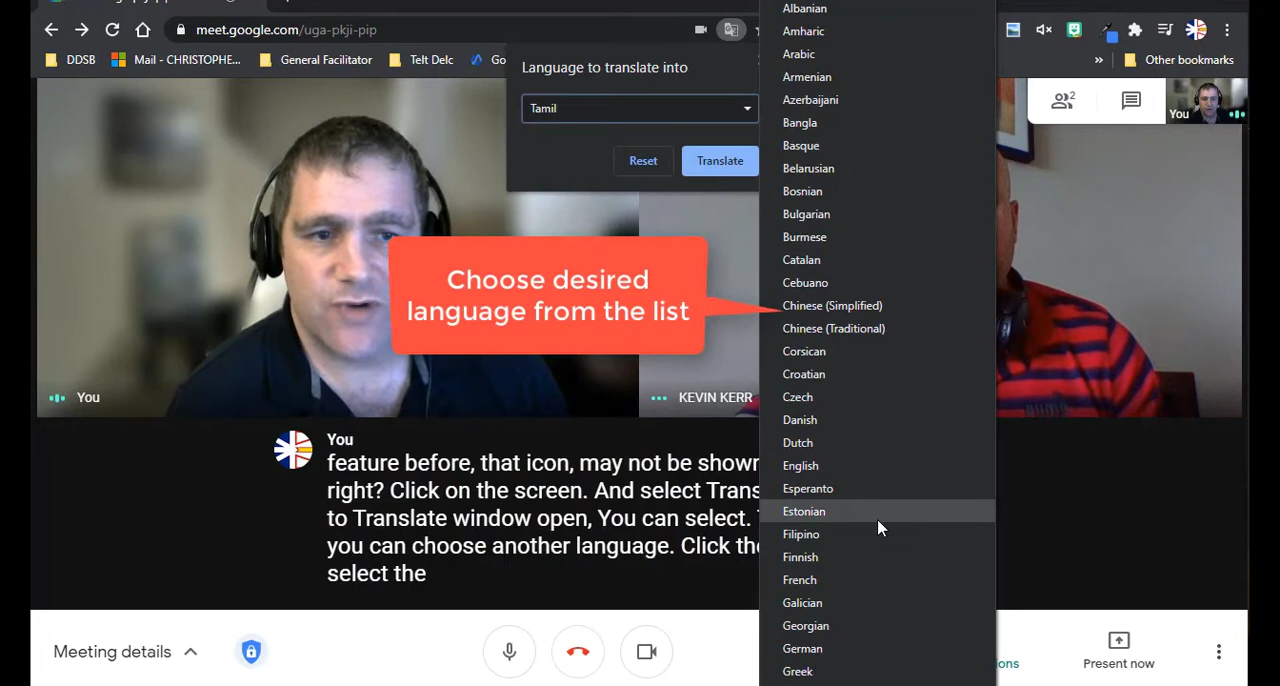 meet.google.com/uga-pkji-pip
DDSB
Mail - CHRISTOPHE...
General Facilitator
Telt Delc
Go
»
Other bookmarks
Language to translate into
Tamil
Reset
Translate
2
You
Choose desired
language from the list
You
KEVIN KERR
You
feature before, that icon, may not be shown
right? Click on the screen. And select Trans
to Translate window open, You can select.
you can choose another language. Click the
select the
Albanian
Amharic
Arabic
Armenian
Azerbaijani
Bangla
Basque
Belarusian
Bosnian
Bulgarian
Burmese
Catalan
Cebuano
Chinese (Simplified)
Chinese (Traditional)
Corsican
Croatian
Czech
Danish
Dutch
English
Esperanto
Estonian
Filipino
Finnish
French
Galician
Georgian
German
Greek
Meeting details
ons
Present now